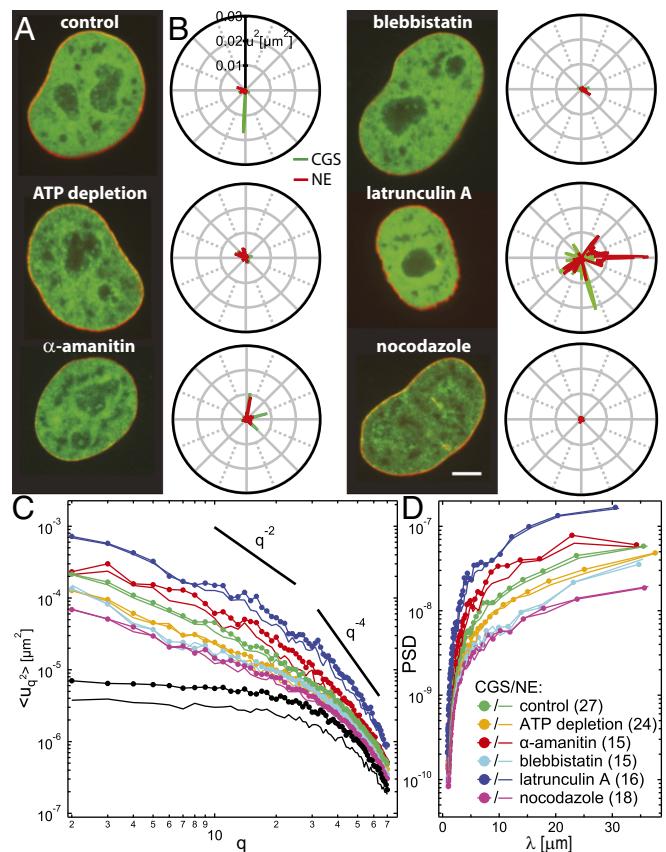 A
control
B
0.03
0.02
0.01
u²[µm²]
CGS
NE
blebbistatin
ATP depletion
latrunculin A
α-amanitin
nocodazole
C
10⁻³
10⁻⁴
10⁻⁵
10⁻⁶
10⁻⁷
<u_q²> [µm²]
q⁻²
q⁻⁴
2 3 4 5 6 7 8 9 10 2 3 4 5 6 7
q
D
10⁻⁷
10⁻⁸
10⁻⁹
10⁻¹⁰
PSD
CGS/NE:
/ control (27)
/ ATP depletion (24)
/ α-amanitin (15)
/ blebbistatin (15)
/ latrunculin A (16)
/ nocodazole (18)
0 10 20 30
λ [µm]